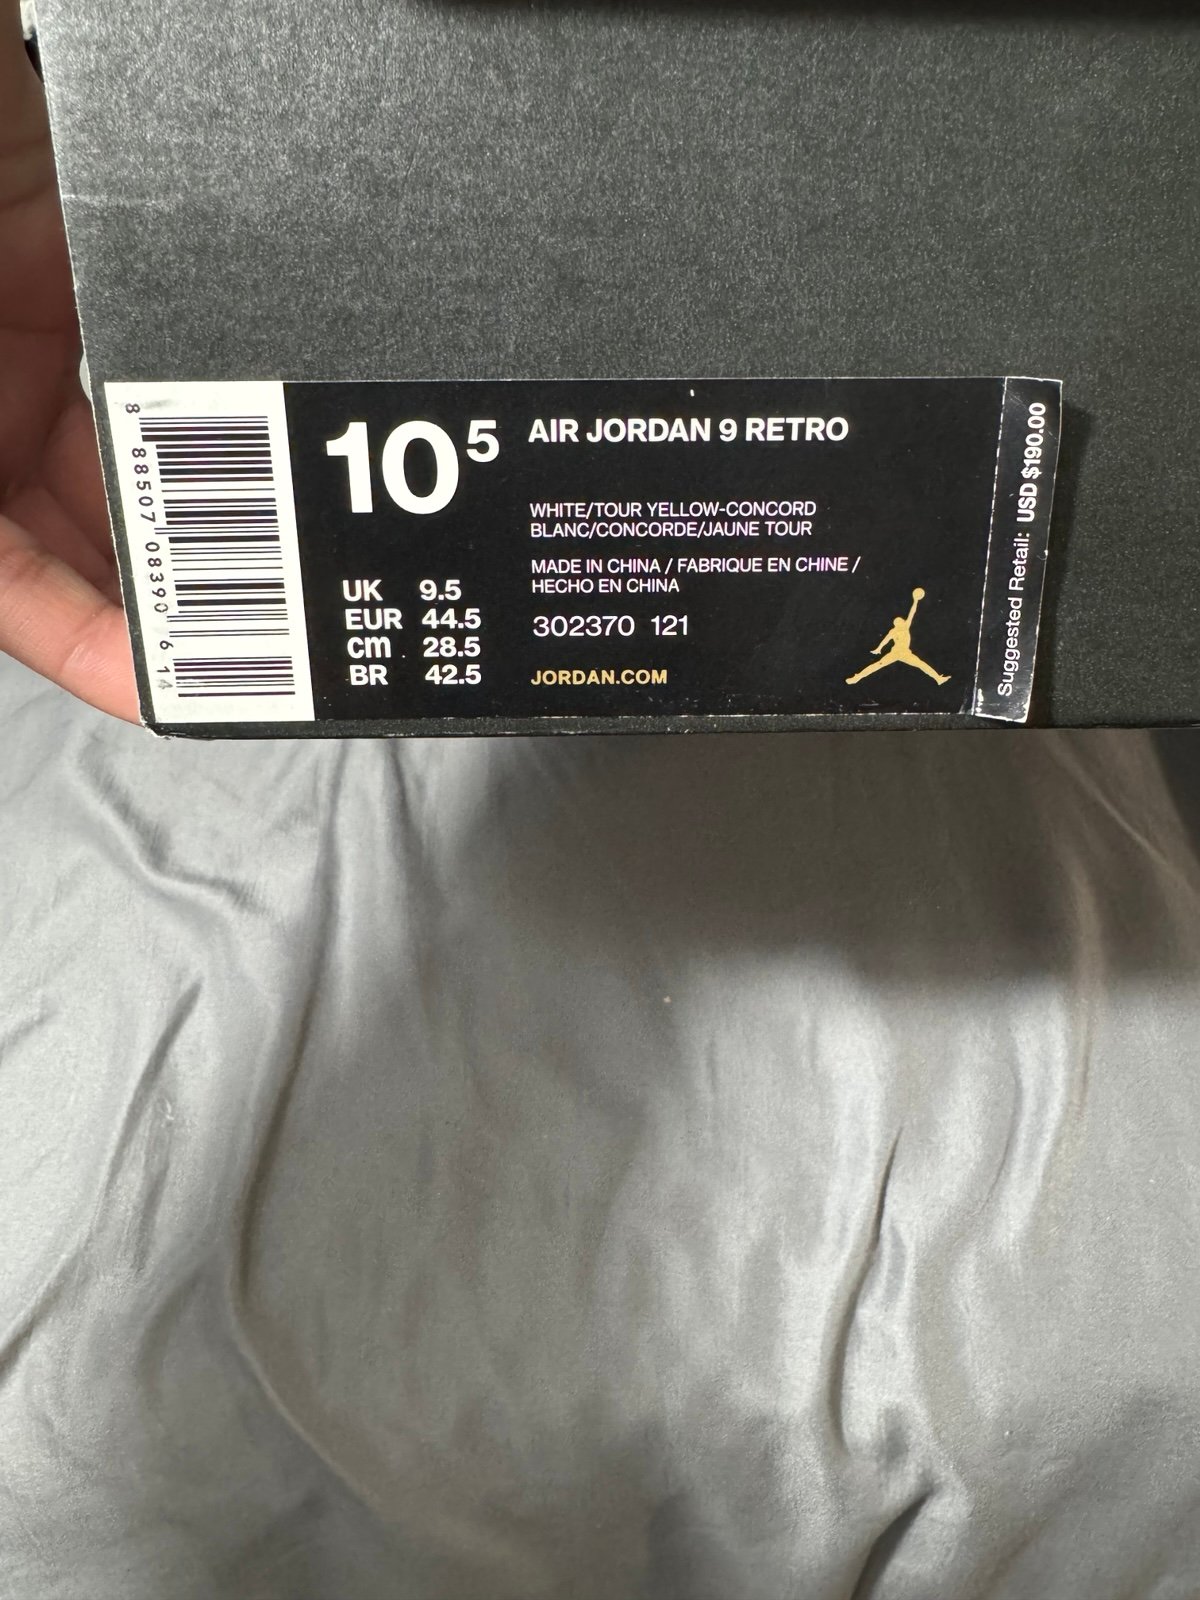 8 88507 08390 6 14
10 5
AIR JORDAN 9 RETRO
WHITE/TOUR YELLOW-CONCORD
BLANC/CONCORDE/JAUNE TOUR
MADE IN CHINA / FABRIQUE EN CHINE /
HECHO EN CHINA
302370 121
JORDAN.COM
UK 9.5
EUR 44.5
cm 28.5
BR 42.5
Suggested Retail: USD $190.00